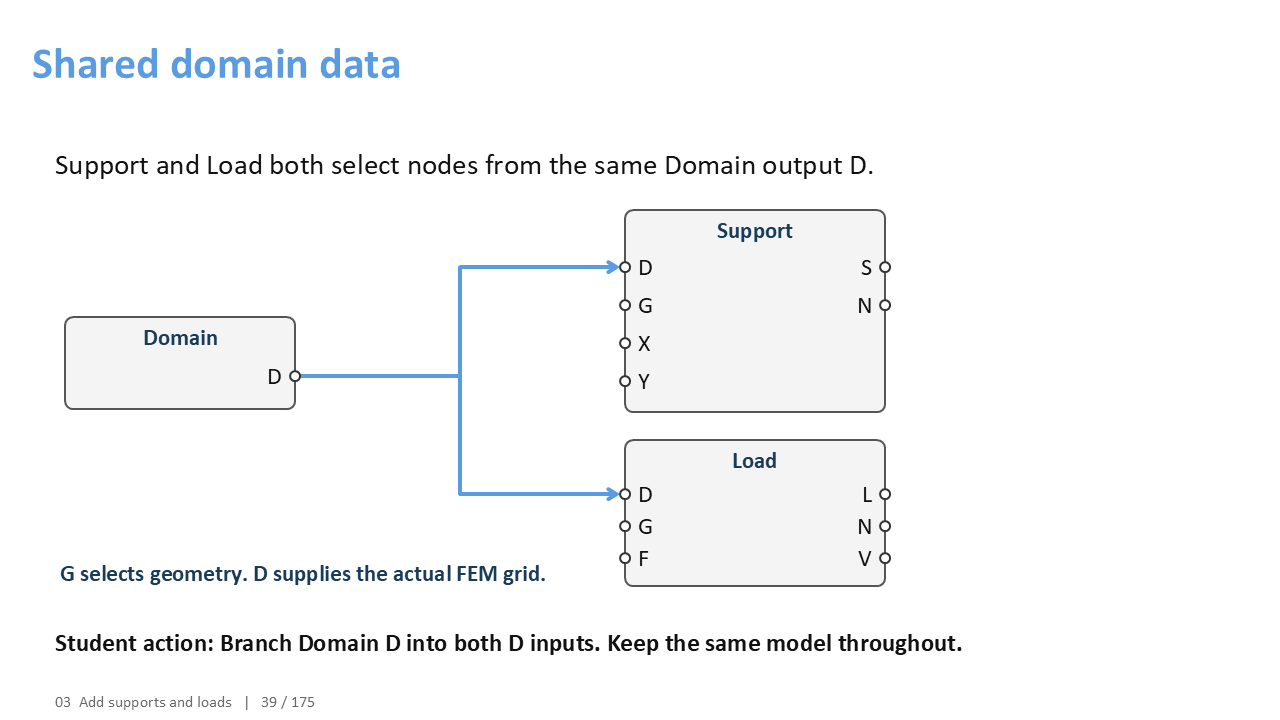 Shared domain data
Support and Load both select nodes from the same Domain output D.
Support
D S
G N
X
Y
Domain
D
Load
D L
G N
F V
G selects geometry. D supplies the actual FEM grid.
Student action: Branch Domain D into both D inputs. Keep the same model throughout.
03 Add supports and loads | 39 / 175